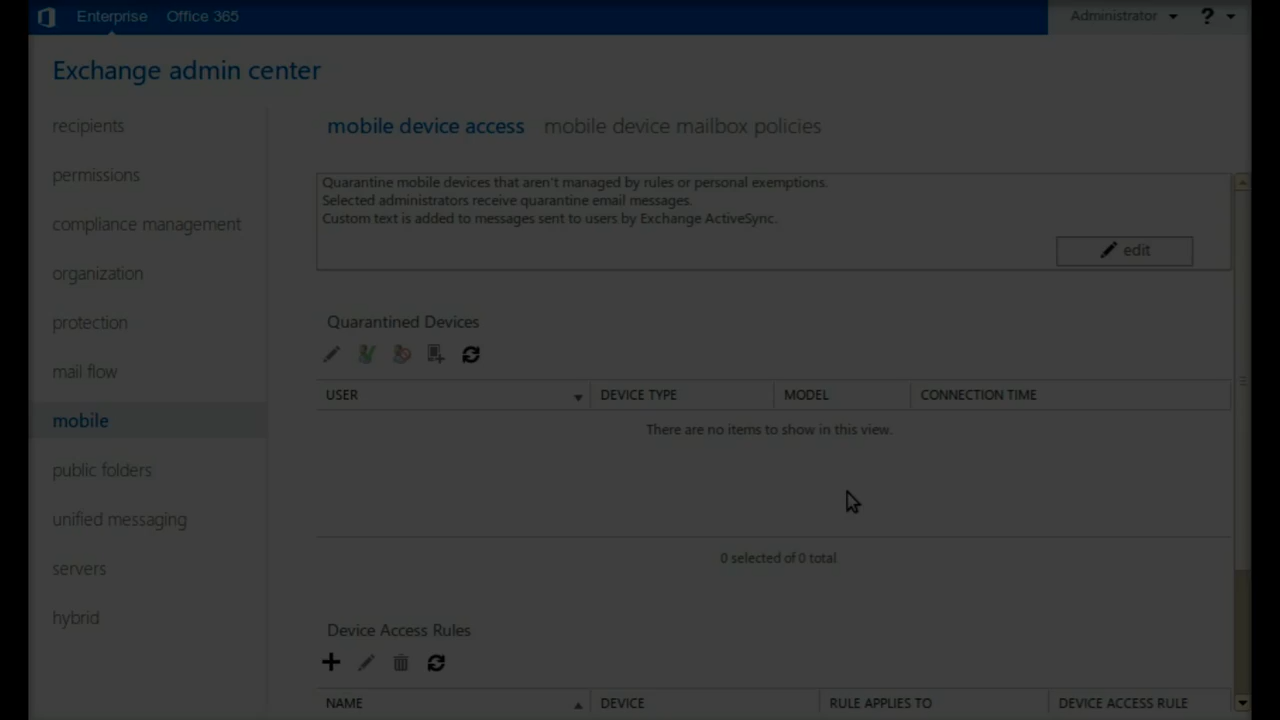 Enterprise Office 365
Administrator ?
Exchange admin center
recipients
permissions
compliance management
organization
protection
mail flow
mobile
public folders
unified messaging
servers
hybrid
mobile device access mobile device mailbox policies
Quarantine mobile devices that aren't managed by rules or personal exemptions.
Selected administrators receive quarantine email messages.
Custom text is added to messages sent to users by Exchange ActiveSync.
edit
Quarantined Devices
USER DEVICE TYPE MODEL CONNECTION TIME
There are no items to show in this view.
0 selected of 0 total
Device Access Rules
NAME DEVICE RULE APPLIES TO DEVICE ACCESS RULE